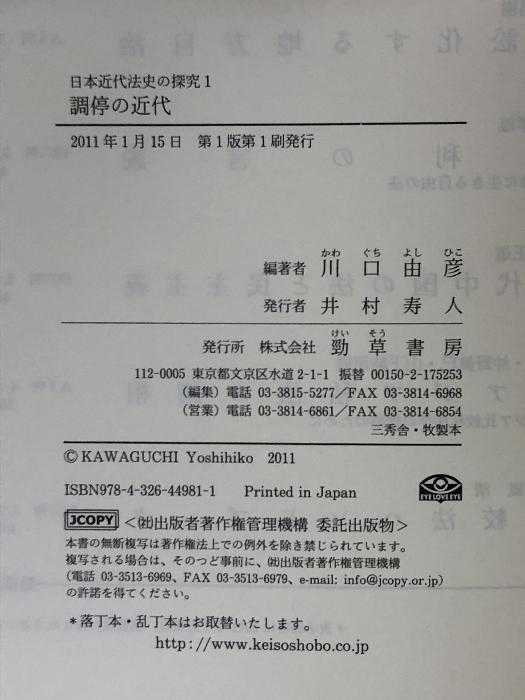 日本近代法史の探究1
調停の近代
2011年1月15日 第1版第1刷発行
かわ ぐち よし ひこ
編著者 川口由彦
発行者 井村寿人
けい そう
発行所 株式会社 勁草書房
112-0005 東京都文京区水道2-1-1 振替 00150-2-175253
(編集)電話 03-3815-5277/FAX 03-3814-6968
(営業)電話 03-3814-6861/FAX 03-3814-6854
三秀舎・牧製本
©KAWAGUCHI Yoshihiko 2011
ISBN978-4-326-44981-1 Printed in Japan
EYE LOVE EYE
JCOPY <㈳出版者著作権管理機構 委託出版物>
本書の無断複写は著作権法上での例外を除き禁じられています。
複写される場合は、そのつど事前に、㈳出版者著作権管理機構
(電話 03-3513-6969、FAX 03-3513-6979、e-mail: info@jcopy.or.jp)
の許諾を得てください。
*落丁本・乱丁本はお取替いたします。
http://www.keisoshobo.co.jp